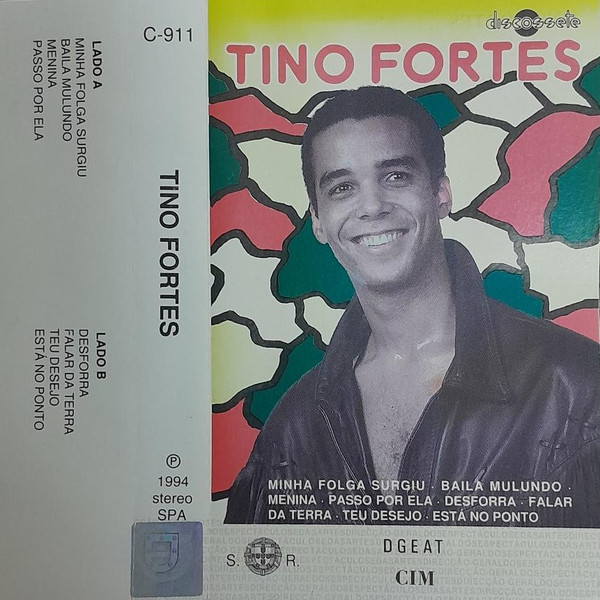 C-911
LADO A
MINHA FOLGA SURGIU
BAILA MULUNDO
MENINA
PASSO POR ELA
TINO FORTES
LADO B
DESFORRA
FALAR DA TERRA
TEU DESEJO
ESTÁ NO PONTO
℗
1994
stereo
SPA
discossete
TINO FORTES
MINHA FOLGA SURGIU · BAILA MULUNDO ·
MENINA · PASSO POR ELA · DESFORRA · FALAR
DA TERRA · TEU DESEJO · ESTÁ NO PONTO
DGEAT
S. R.
CIM